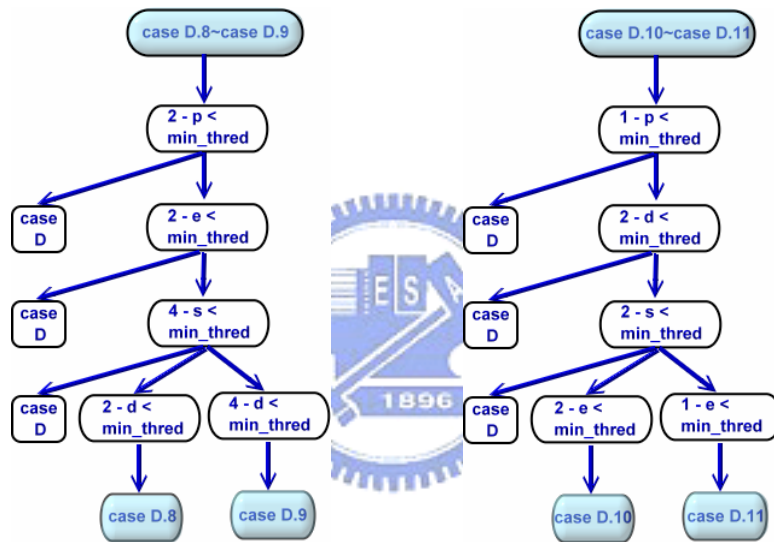 case D.8~case D.9
2 - p <
min_thred
case
D
2 - e <
min_thred
case
D
4 - s <
min_thred
case
D
2 - d <
min_thred
4 - d <
min_thred
case D.8
case D.9
case D.10~case D.11
1 - p <
min_thred
case
D
2 - d <
min_thred
case
D
2 - s <
min_thred
case
D
2 - e <
min_thred
1 - e <
min_thred
case D.10
case D.11
E S A
1896